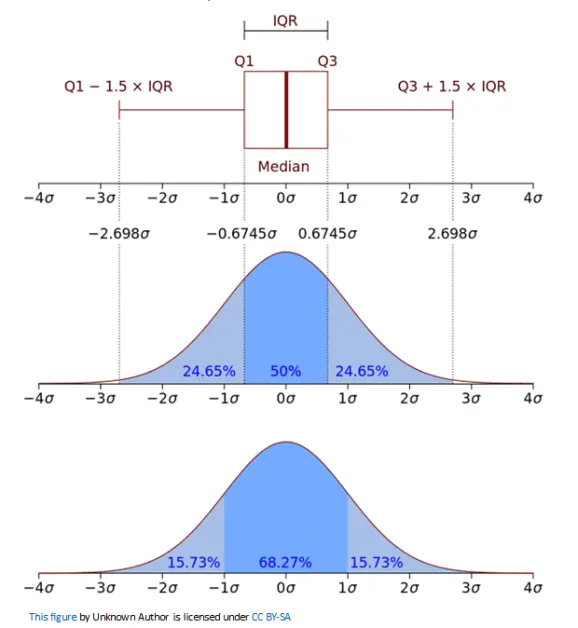 IQR
Q1 Q3
Q1 − 1.5 × IQR Q3 + 1.5 × IQR
Median
−4σ −3σ −2σ −1σ 0σ 1σ 2σ 3σ 4σ
−2.698σ −0.6745σ 0.6745σ 2.698σ
24.65% 50% 24.65%
−4σ −3σ −2σ −1σ 0σ 1σ 2σ 3σ 4σ
15.73% 68.27% 15.73%
−4σ −3σ −2σ −1σ 0σ 1σ 2σ 3σ 4σ
This figure by Unknown Author is licensed under CC BY-SA